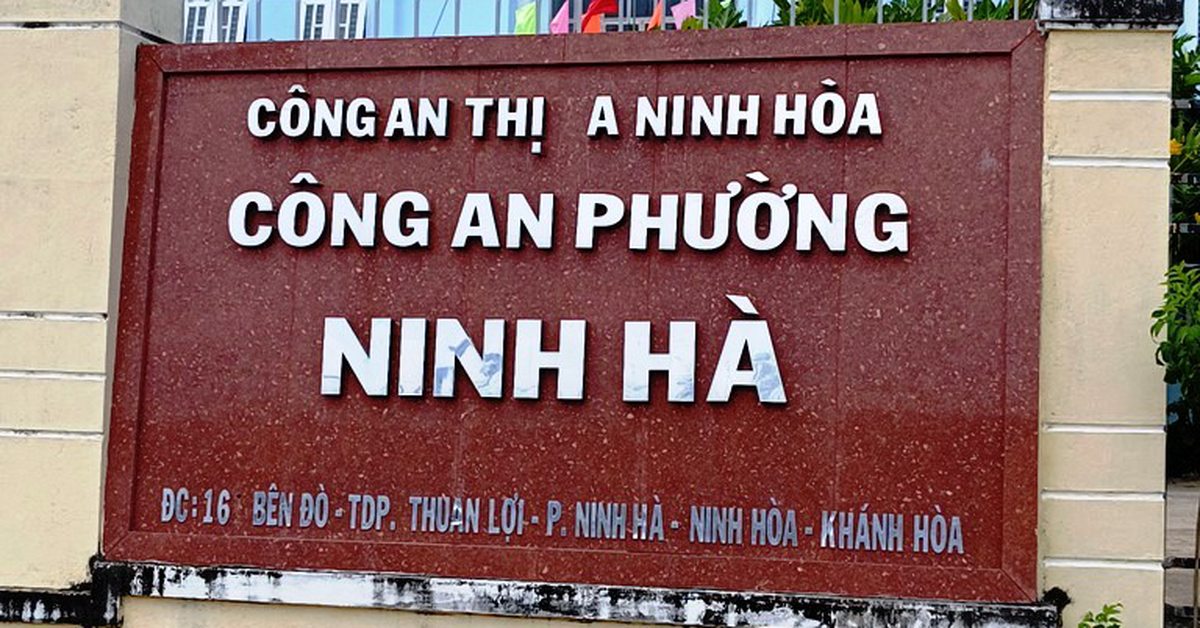 CÔNG AN THỊ A NINH HÒA
CÔNG AN PHƯỜNG
NINH HÀ
ĐC: 16 BÊN ĐÒ - TDP. THUAN LỢI - P. NINH HÀ - NINH HÒA - KHÁNH HÒA